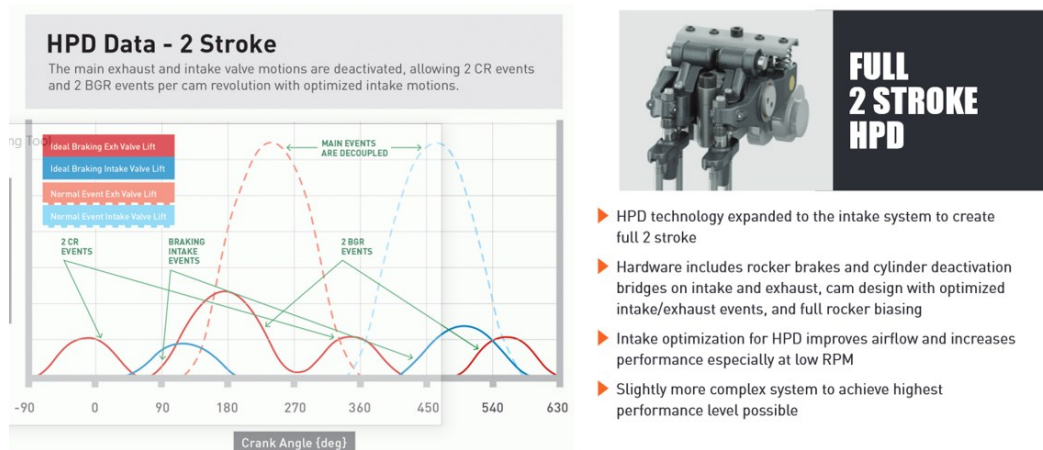 HPD Data - 2 Stroke
The main exhaust and intake valve motions are deactivated, allowing 2 CR events
and 2 BGR events per cam revolution with optimized intake motions.
ng Tool
Ideal Braking Exh Valve Lift
Ideal Braking Intake Valve Lift
Normal Event Exh Valve Lift
Normal Event Intake Valve Lift
MAIN EVENTS
ARE DECOUPLED
2 CR
EVENTS
BRAKING
INTAKE
EVENTS
2 BGR
EVENTS
-90 0 90 180 270 360 450 540 630
Crank Angle {deg}
FULL
2 STROKE
HPD
HPD technology expanded to the intake system to create
full 2 stroke
Hardware includes rocker brakes and cylinder deactivation
bridges on intake and exhaust, cam design with optimized
intake/exhaust events, and full rocker biasing
Intake optimization for HPD improves airflow and increases
performance especially at low RPM
Slightly more complex system to achieve highest
performance level possible